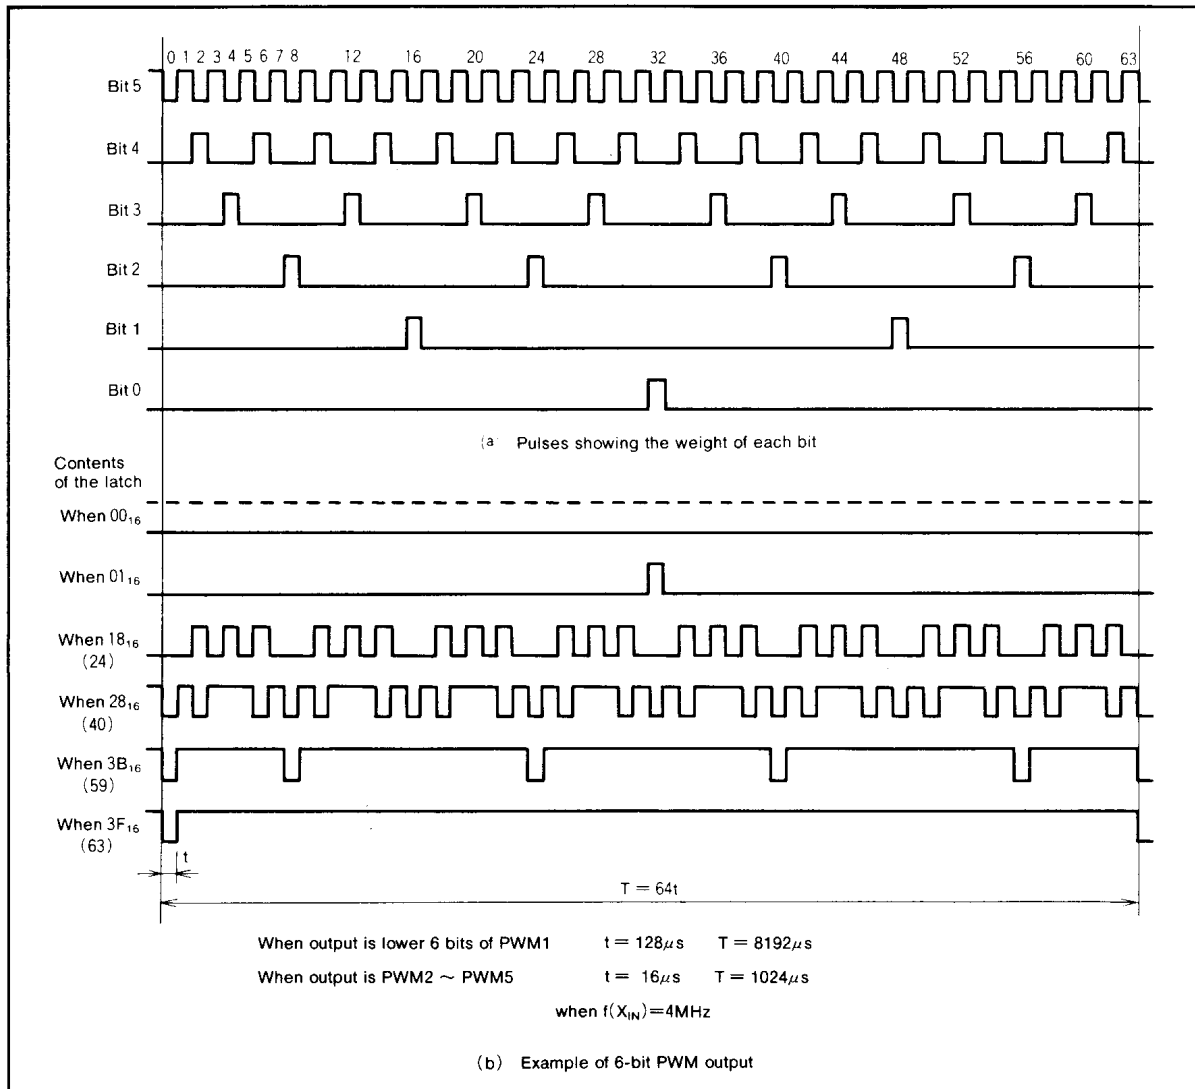 0 1 2 3 4 5 6 7 8 12 16 20 24 28 32 36 40 44 48 52 56 60 63
Bit 5
Bit 4
Bit 3
Bit 2
Bit 1
Bit 0
(a Pulses showing the weight of each bit
Contents
of the latch
When 00₁₆
When 01₁₆
When 18₁₆
(24)
When 28₁₆
(40)
When 3B₁₆
(59)
When 3F₁₆
(63)
t
T = 64t
When output is lower 6 bits of PWM1 t = 128μs T = 8192μs
When output is PWM2 ~ PWM5 t = 16μs T = 1024μs
when f(X_IN)=4MHz
(b) Example of 6-bit PWM output